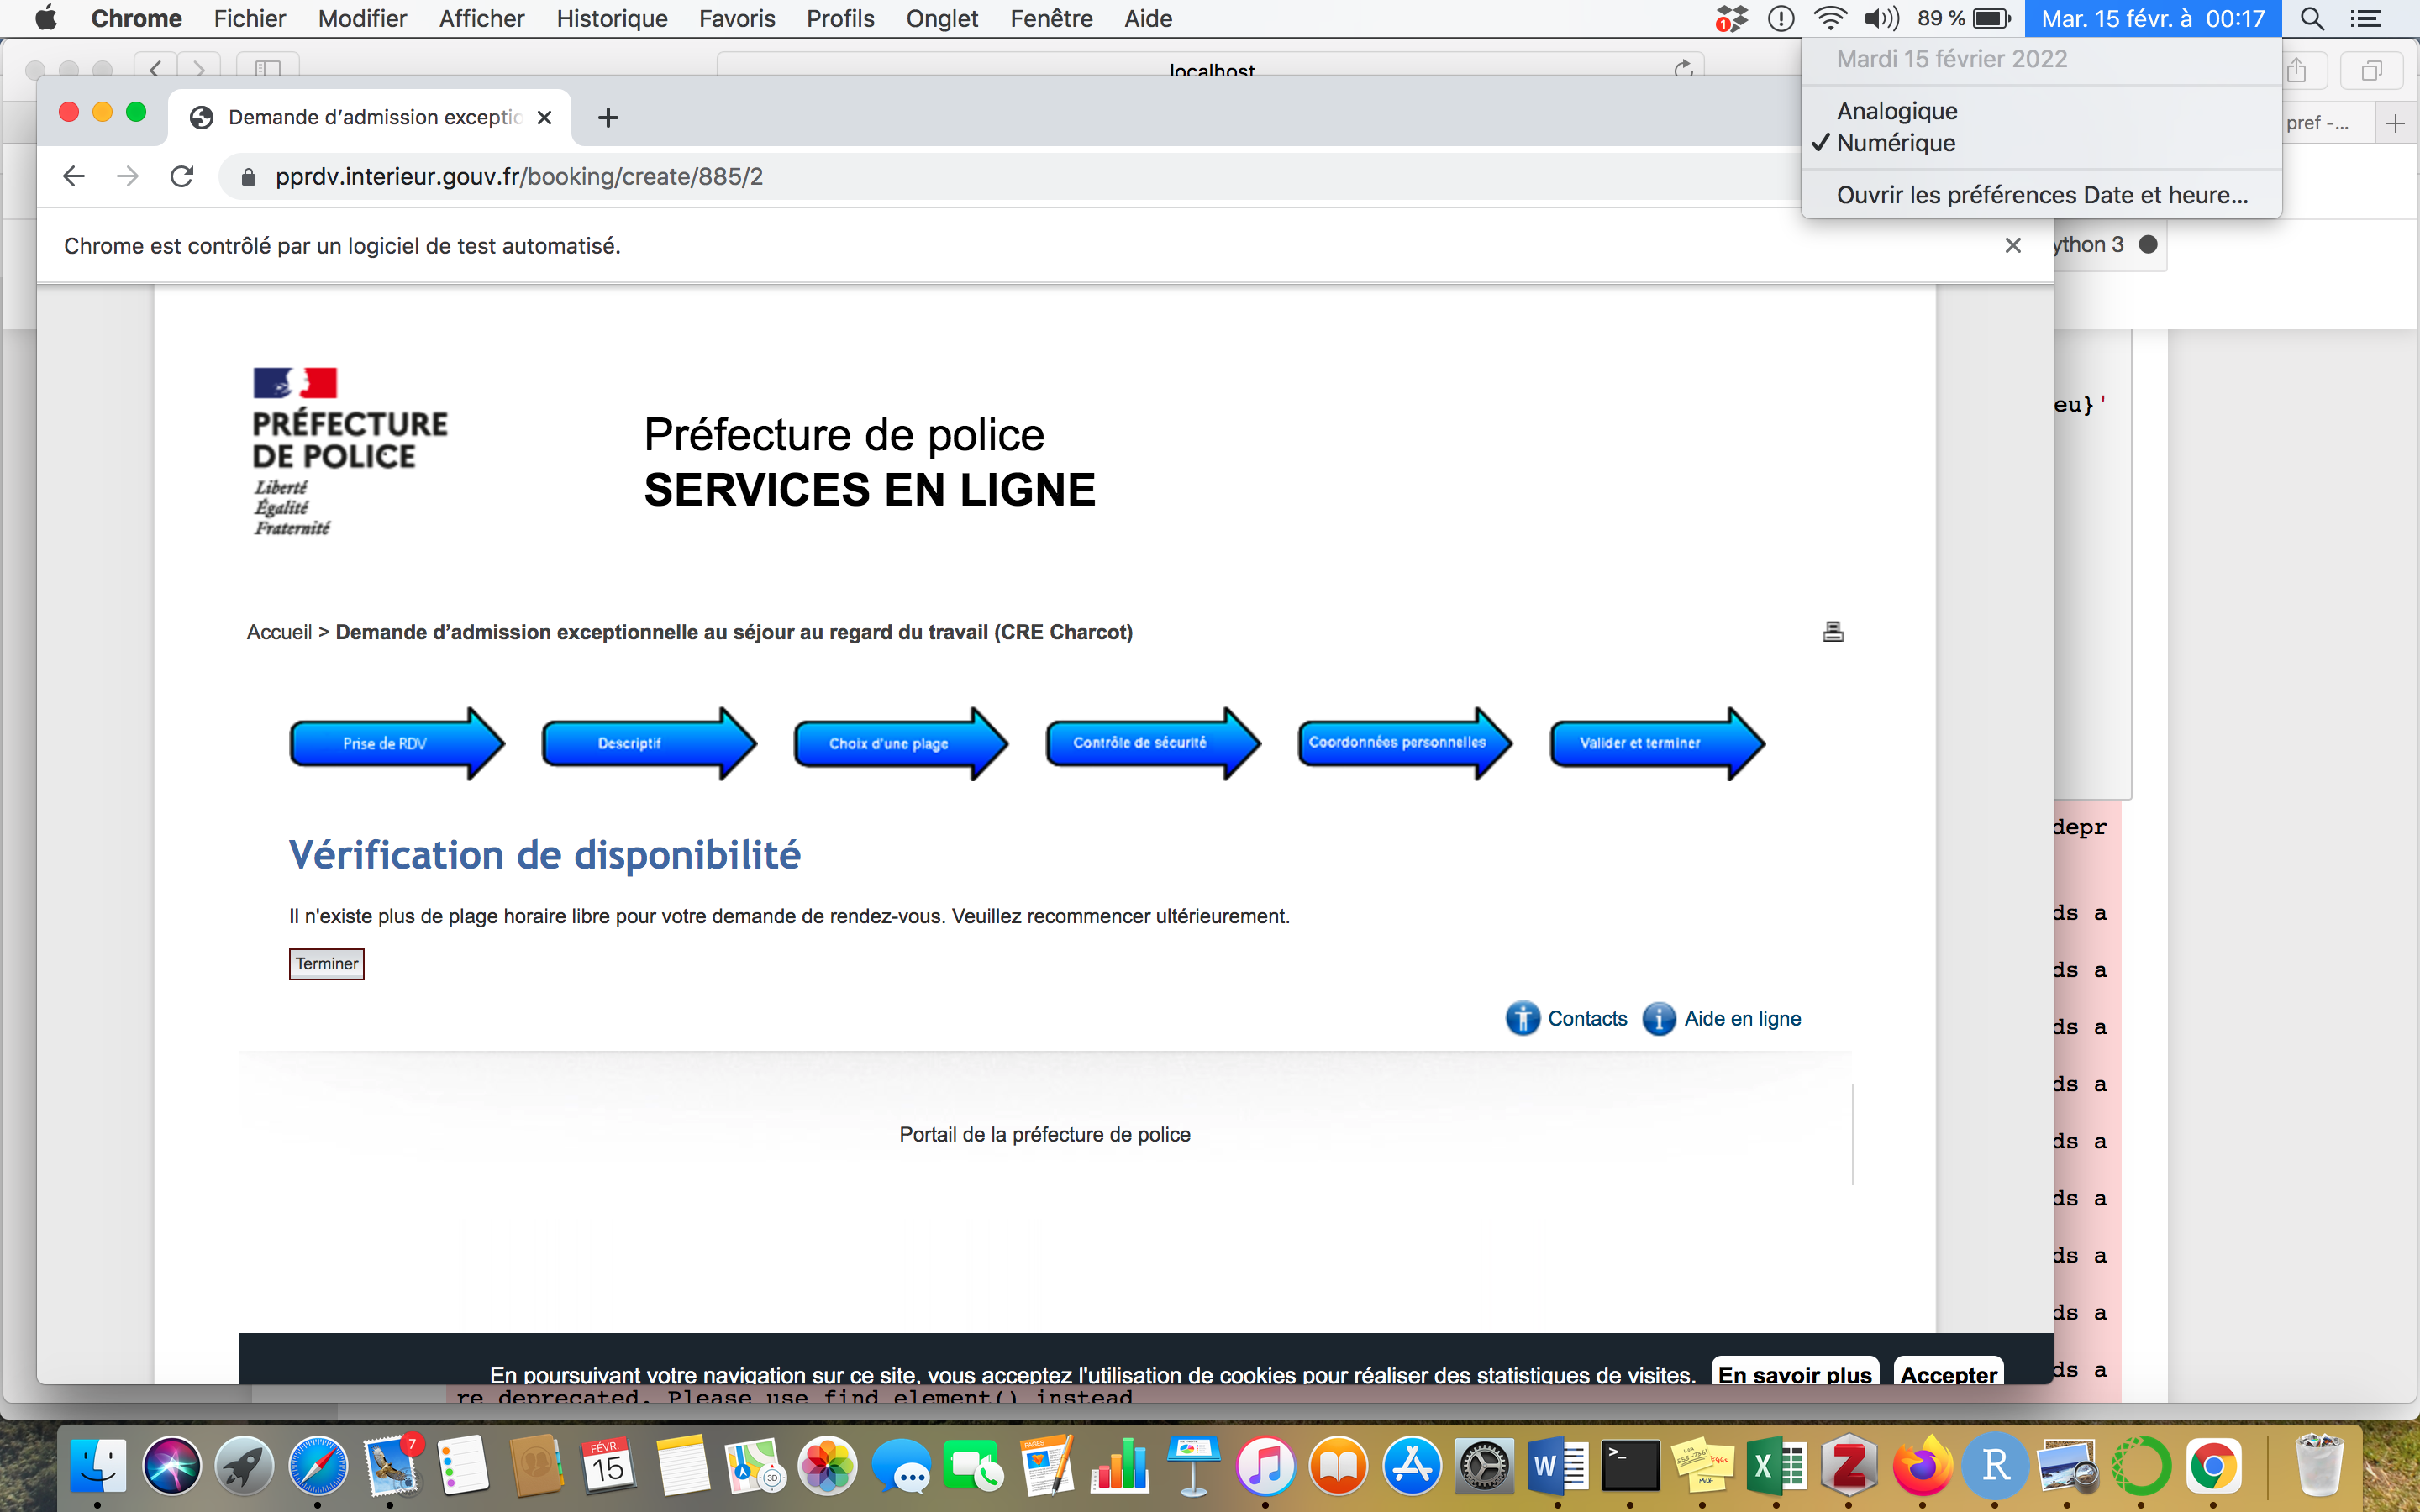 Chrome Fichier Modifier Afficher Historique Favoris Profils Onglet Fenêtre Aide 1 89 % Mar. 15 févr. à 00:17
Mardi 15 février 2022
Analogique
✓ Numérique
Ouvrir les préférences Date et heure...
localhost
Demande d'admission exceptio
pref -...
pprdv.interieur.gouv.fr/booking/create/885/2
Chrome est contrôlé par un logiciel de test automatisé.
ython 3
eu}'
PRÉFECTURE
DE POLICE
Liberté
Égalité
Fraternité
Préfecture de police
SERVICES EN LIGNE
Accueil > Demande d'admission exceptionnelle au séjour au regard du travail (CRE Charcot)
Prise de RDV
Descriptif
Choix d'une plage
Contrôle de sécurité
Coordonnées personnelles
Valider et terminer
depr
Vérification de disponibilité
Il n'existe plus de plage horaire libre pour votre demande de rendez-vous. Veuillez recommencer ultérieurement.
Terminer
ds a
ds a
ds a
ds a
ds a
ds a
ds a
ds a
ds a
Contacts
Aide en ligne
Portail de la préfecture de police
En poursuivant votre navigation sur ce site, vous acceptez l'utilisation de cookies pour réaliser des statistiques de visites. En savoir plus Accepter
re deprecated. Please use find element() instead
7
FÉVR.
15
3D
PAGES
W
>_
X
Z
R